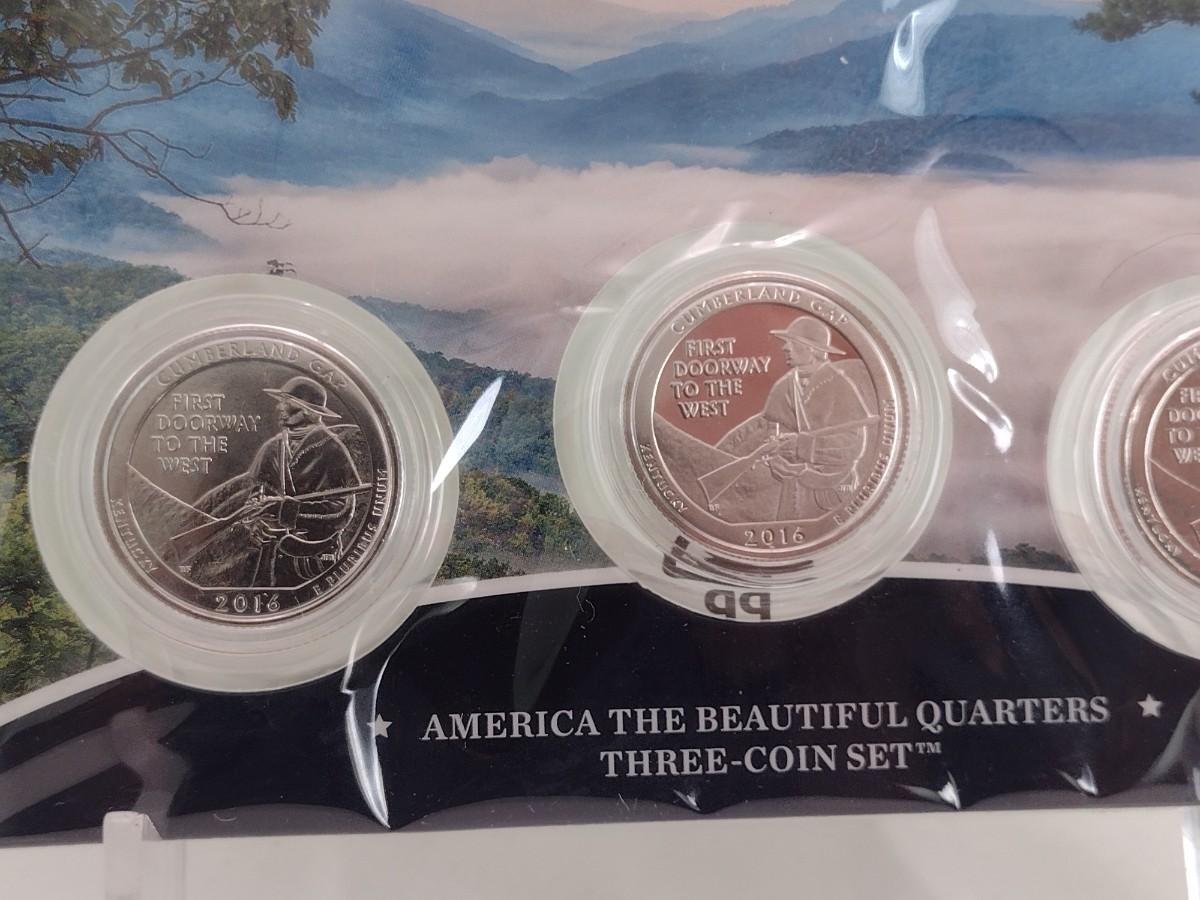 CUMBERLAND GAP
FIRST
DOORWAY
TO THE
WEST
KENTUCKY
2016
E PLURIBUS UNUM
CUMBERLAND GAP
FIRST
DOORWAY
TO THE
WEST
KENTUCKY
2016
E PLURIBUS UNUM
KENTUCKY
AMERICA THE BEAUTIFUL QUARTERS
THREE-COIN SET™